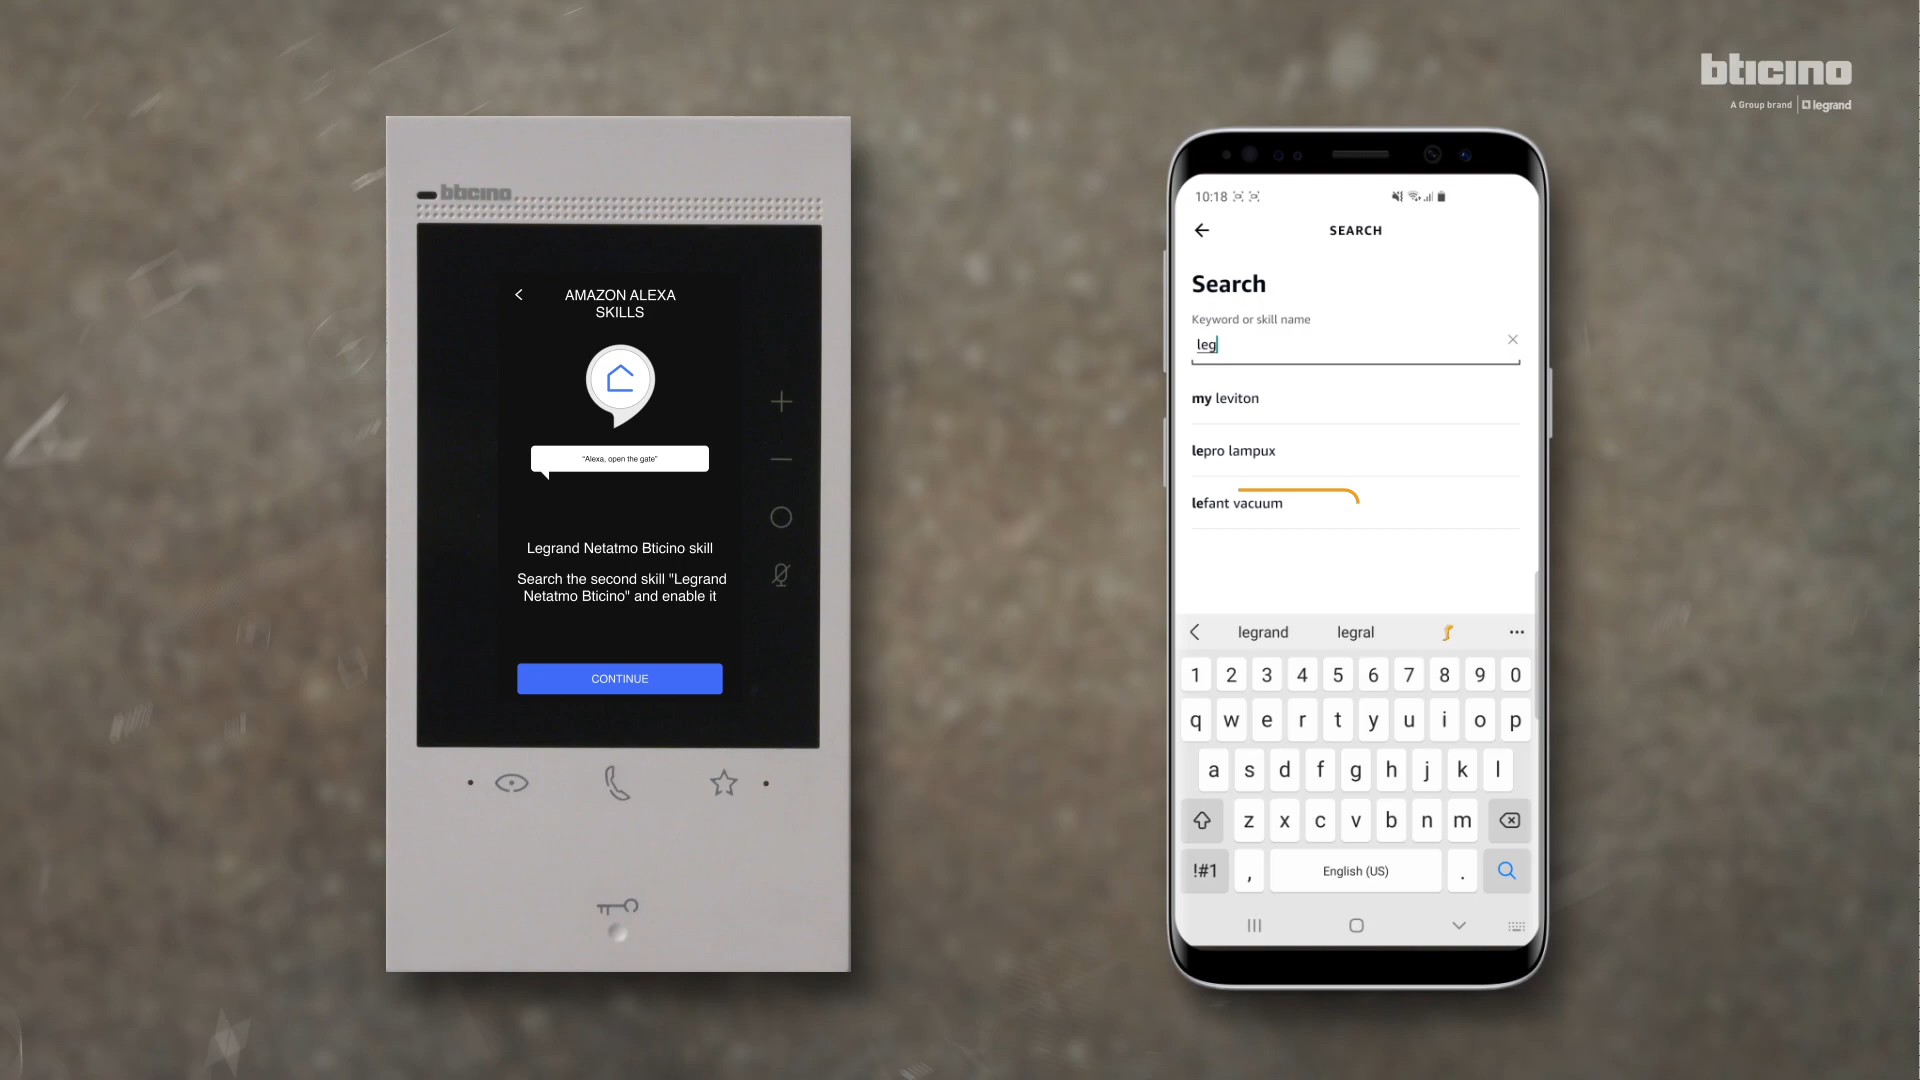 bticino
A Group brand | legrand
bticino
AMAZON ALEXA
SKILLS
"Alexa, open the gate"
Legrand Netatmo Bticino skill
Search the second skill "Legrand
Netatmo Bticino" and enable it
CONTINUE
10:18
SEARCH
Search
Keyword or skill name
leg
my leviton
lepro lampux
lefant vacuum
legrand legral
1 2 3 4 5 6 7 8 9 0
q w e r t y u i o p
a s d f g h j k l
z x c v b n m
!#1 , English (US) .